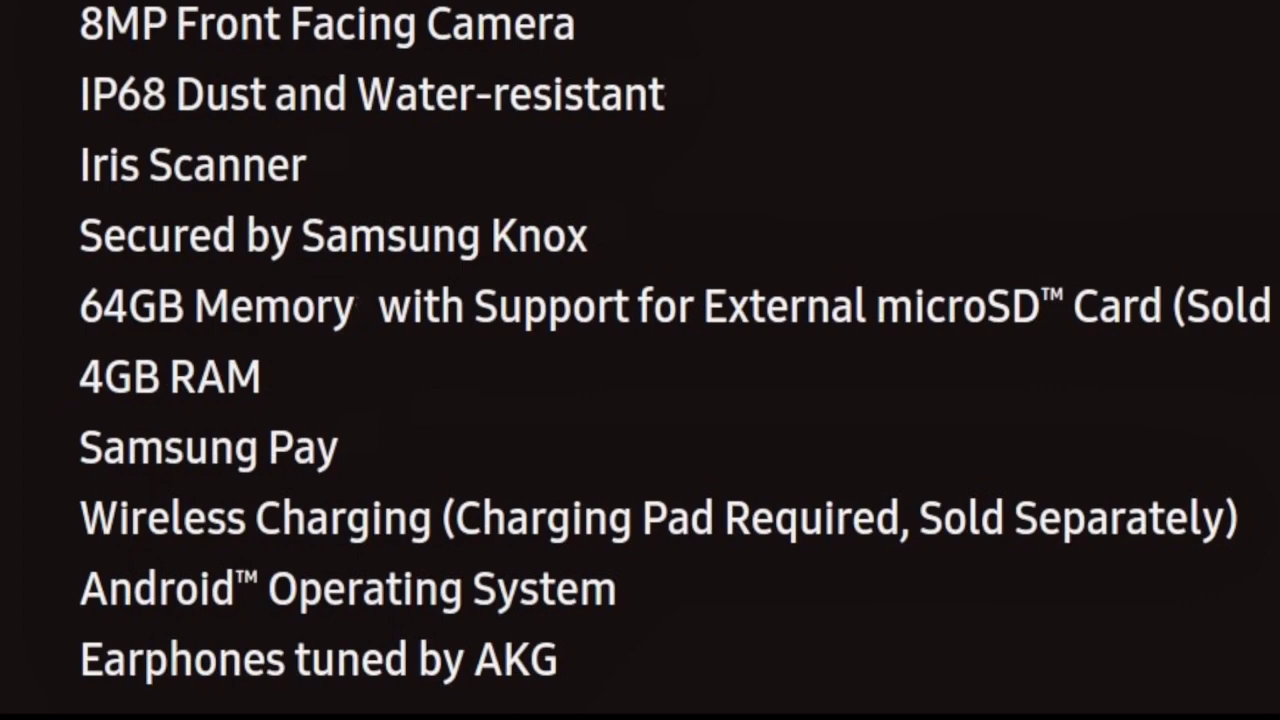 8MP Front Facing Camera
IP68 Dust and Water-resistant
Iris Scanner
Secured by Samsung Knox
64GB Memory with Support for External microSD™ Card (Sold
4GB RAM
Samsung Pay
Wireless Charging (Charging Pad Required, Sold Separately)
Android™ Operating System
Earphones tuned by AKG